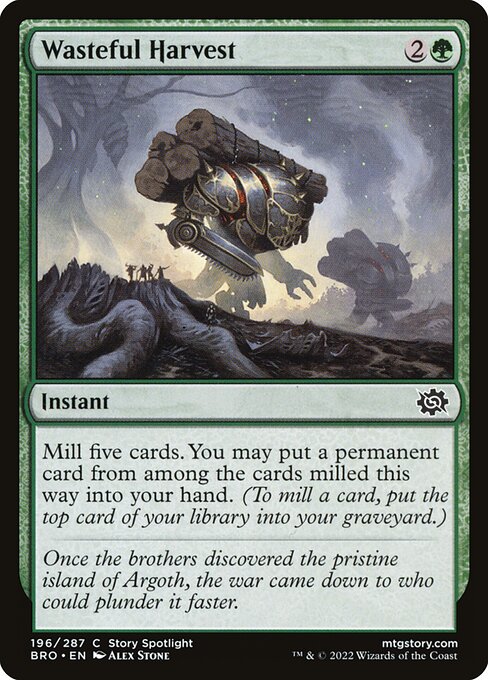 Wasteful Harvest 2
Instant
Mill five cards. You may put a permanent
card from among the cards milled this
way into your hand. (To mill a card, put the
top card of your library into your graveyard.)
Once the brothers discovered the pristine
island of Argoth, the war came down to who
could plunder it faster.
196/287 C Story Spotlight mtgstory.com
BRO • EN Alex Stone ™ & © 2022 Wizards of the Coast